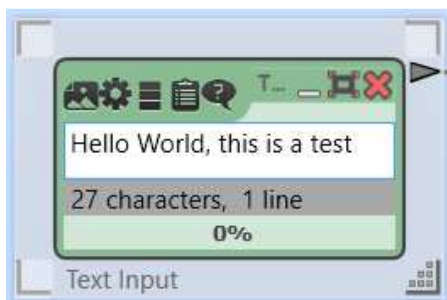 T...
Hello World, this is a test
27 characters, 1 line
0%
Text Input